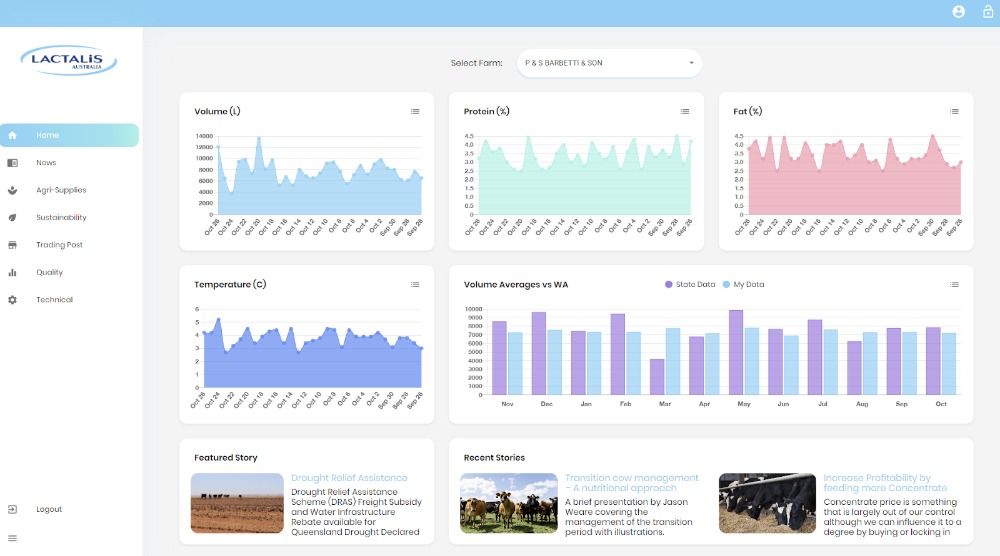 LACTALIS
AUSTRALIA
Home
News
Agri-Supplies
Sustainability
Trading Post
Quality
Technical
Logout
Select Farm:
P & S BARBETTI & SON
Volume (L)
14000
12000
10000
8000
6000
4000
2000
0
Oct 26
Oct 24
Oct 22
Oct 20
Oct 18
Oct 16
Oct 14
Oct 12
Oct 10
Oct 8
Oct 6
Oct 4
Oct 2
Sep 30
Sep 28
Sep 26
Protein (%)
4.5
4.0
3.5
3.0
2.5
2.0
1.5
1.0
0.5
0
Oct 26
Oct 24
Oct 22
Oct 20
Oct 18
Oct 16
Oct 14
Oct 12
Oct 10
Oct 8
Oct 6
Oct 4
Oct 2
Sep 30
Sep 28
Sep 26
Fat (%)
4.5
4.0
3.5
3.0
2.5
2.0
1.5
1.0
0.5
0
Oct 26
Oct 24
Oct 22
Oct 20
Oct 18
Oct 16
Oct 14
Oct 12
Oct 10
Oct 8
Oct 6
Oct 4
Oct 2
Sep 30
Sep 28
Sep 26
Temperature (C)
6
5
4
3
2
1
0
Oct 26
Oct 24
Oct 22
Oct 20
Oct 18
Oct 16
Oct 14
Oct 12
Oct 10
Oct 8
Oct 6
Oct 4
Oct 2
Sep 30
Sep 28
Sep 26
Volume Averages vs WA
State Data
My Data
10000
9000
8000
7000
6000
5000
4000
3000
2000
1000
0
Nov
Dec
Jan
Feb
Mar
Apr
May
Jun
Jul
Aug
Sep
Oct
Featured Story
Drought Relief Assistance
Drought Relief Assistance
Scheme (DRAS) Freight Subsidy
and Water Infrastructure
Rebate available for
Queensland Drought Declared
Recent Stories
Transition cow management
– A nutritional approach
A brief presentation by Jason
Weare covering the
management of the transition
period with illustrations.
Increase Profitability by
feeding more Concentrate
Concentrate price is something
that is largely out of our control
although we can influence it to a
degree by buying or locking in